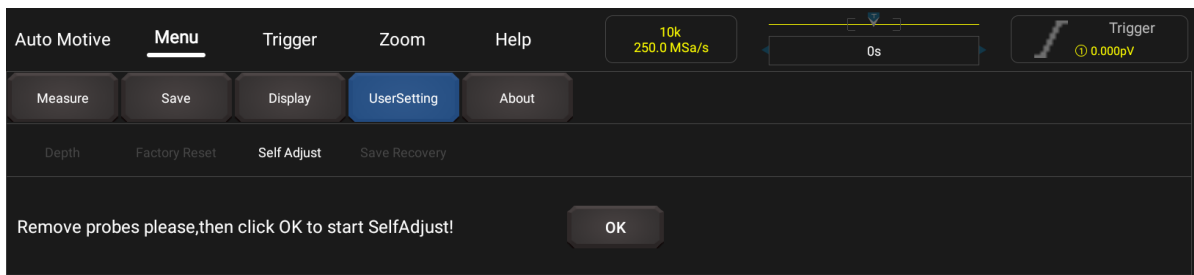 Auto Motive Menu Trigger Zoom Help
10k
250.0 MSa/s
T
0s
Trigger
① 0.000pV
Measure Save Display UserSetting About
Depth Factory Reset Self Adjust Save Recovery
Remove probes please,then click OK to start SelfAdjust! OK